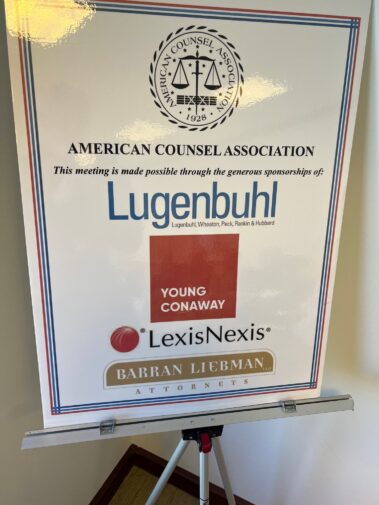 AMERICAN COUNSEL ASSOCIATION
1928
AMERICAN COUNSEL ASSOCIATION
This meeting is made possible through the generous sponsorships of:
Lugenbuhl
Lugenbuhl, Wheaton, Peck, Rankin & Hubbard
YOUNG
CONAWAY
LexisNexis®
BARRAN LIEBMAN LLP
ATTORNEYS